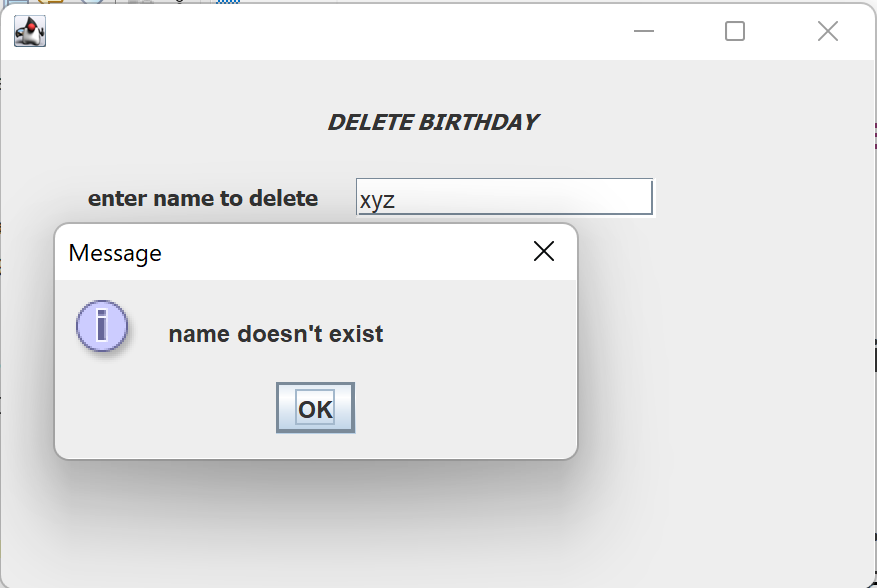 DELETE BIRTHDAY
enter name to delete xyz
Message
name doesn't exist
OK